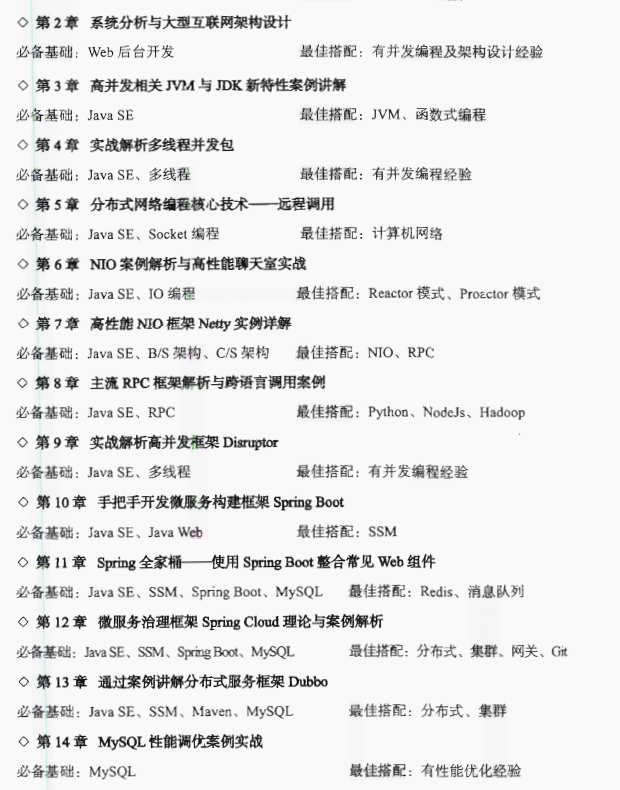 ◇ 第 2 章 系统分析与大型互联网架构设计
必备基础：Web 后台开发 最佳搭配：有并发编程及架构设计经验
◇ 第 3 章 高并发相关 JVM 与 JDK 新特性案例讲解
必备基础：Java SE 最佳搭配：JVM、函数式编程
◇ 第 4 章 实战解析多线程并发包
必备基础：Java SE、多线程 最佳搭配：有并发编程经验
◇ 第 5 章 分布式网络编程核心技术——远程调用
必备基础：Java SE、Socket 编程 最佳搭配：计算机网络
◇ 第 6 章 NIO 案例解析与高性能聊天室实战
必备基础：Java SE、IO 编程 最佳搭配：Reactor 模式、Proactor 模式
◇ 第 7 章 高性能 NIO 框架 Netty 实例详解
必备基础：Java SE、B/S 架构、C/S 架构 最佳搭配：NIO、RPC
◇ 第 8 章 主流 RPC 框架解析与跨语言调用案例
必备基础：Java SE、RPC 最佳搭配：Python、NodeJs、Hadoop
◇ 第 9 章 实战解析高并发框架 Disruptor
必备基础：Java SE、多线程 最佳搭配：有并发编程经验
◇ 第 10 章 手把手开发微服务构建框架 Spring Boot
必备基础：Java SE、Java Web 最佳搭配：SSM
◇ 第 11 章 Spring 全家桶——使用 Spring Boot 整合常见 Web 组件
必备基础：Java SE、SSM、Spring Boot、MySQL 最佳搭配：Redis、消息队列
◇ 第 12 章 微服务治理框架 Spring Cloud 理论与案例解析
必备基础：Java SE、SSM、Spring Boot、MySQL 最佳搭配：分布式、集群、网关、Git
◇ 第 13 章 通过案例讲解分布式服务框架 Dubbo
必备基础：Java SE、SSM、Maven、MySQL 最佳搭配：分布式、集群
◇ 第 14 章 MySQL 性能调优案例实战
必备基础：MySQL 最佳搭配：有性能优化经验